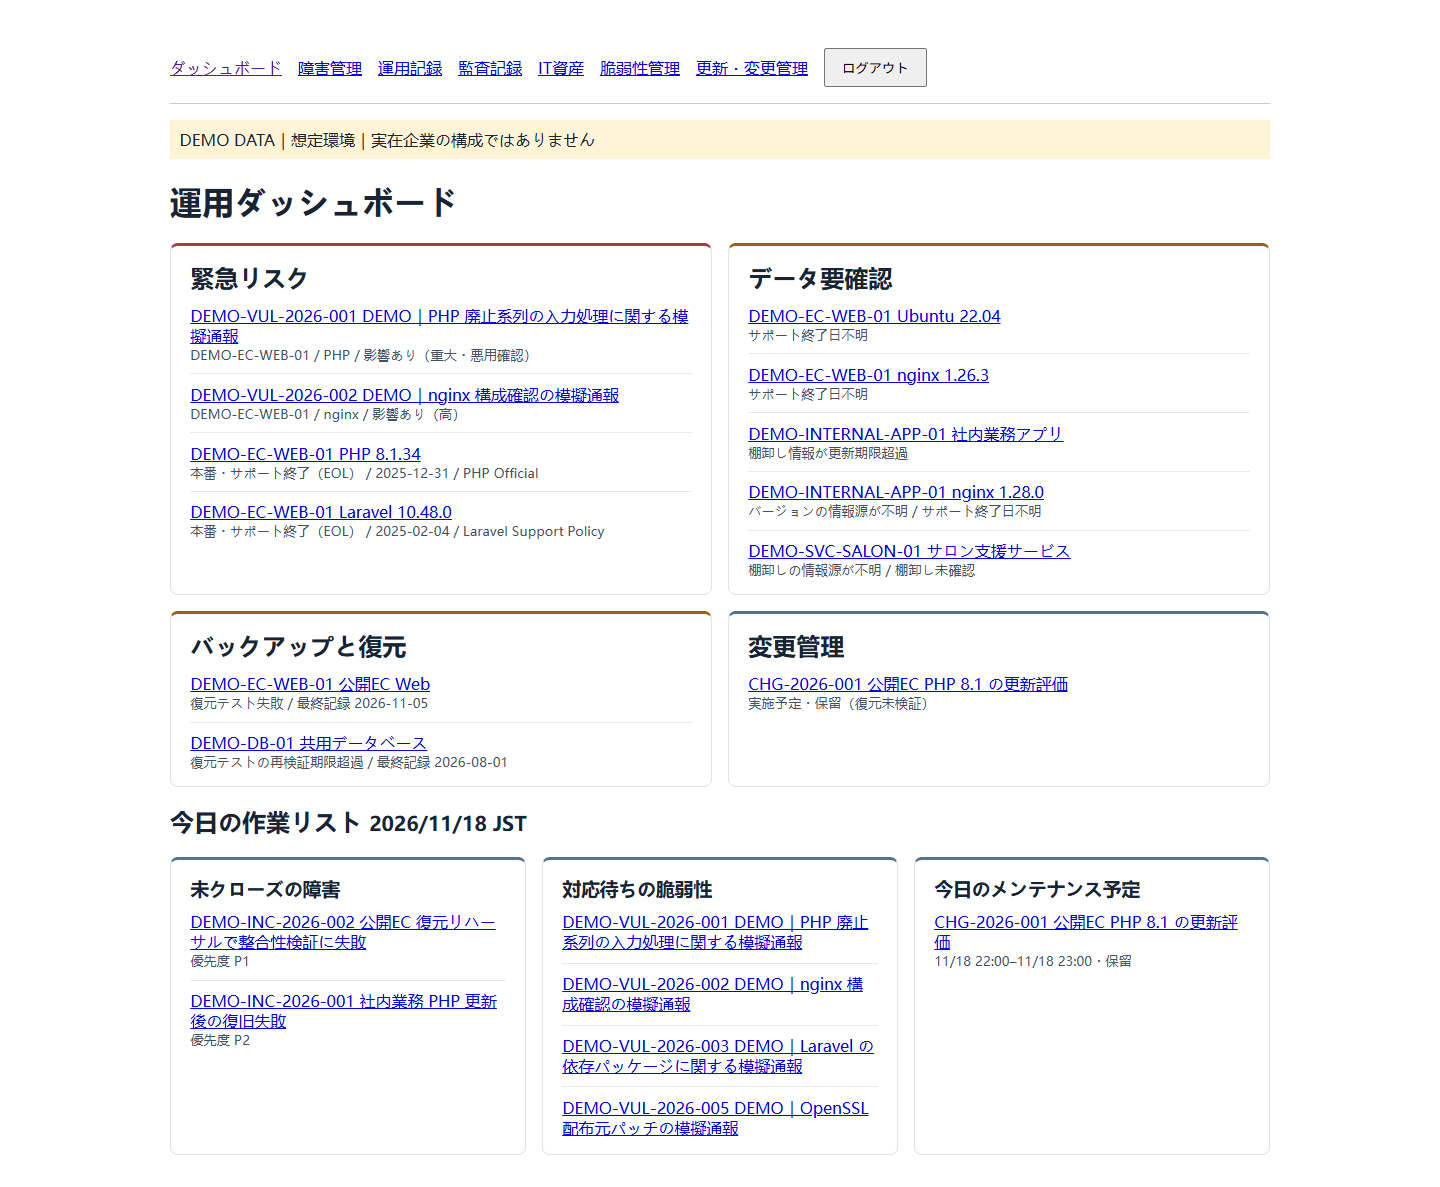 ダッシュボード 障害管理 運用記録 監査記録 IT資産 脆弱性管理 更新・変更管理 ログアウト
DEMO DATA｜想定環境｜実在企業の構成ではありません
運用ダッシュボード
緊急リスク
DEMO-VUL-2026-001 DEMO｜PHP 廃止系列の入力処理に関する模
擬通報
DEMO-EC-WEB-01 / PHP / 影響あり（重大・悪用確認）
DEMO-VUL-2026-002 DEMO｜nginx 構成確認の模擬通報
DEMO-EC-WEB-01 / nginx / 影響あり（高）
DEMO-EC-WEB-01 PHP 8.1.34
本番・サポート終了（EOL） / 2025-12-31 / PHP Official
DEMO-EC-WEB-01 Laravel 10.48.0
本番・サポート終了（EOL） / 2025-02-04 / Laravel Support Policy
データ要確認
DEMO-EC-WEB-01 Ubuntu 22.04
サポート終了日不明
DEMO-EC-WEB-01 nginx 1.26.3
サポート終了日不明
DEMO-INTERNAL-APP-01 社内業務アプリ
棚卸し情報が更新期限超過
DEMO-INTERNAL-APP-01 nginx 1.28.0
バージョンの情報源が不明 / サポート終了日不明
DEMO-SVC-SALON-01 サロン支援サービス
棚卸しの情報源が不明 / 棚卸し未確認
バックアップと復元
DEMO-EC-WEB-01 公開EC Web
復元テスト失敗 / 最終記録 2026-11-05
DEMO-DB-01 共用データベース
復元テストの再検証期限超過 / 最終記録 2026-08-01
変更管理
CHG-2026-001 公開EC PHP 8.1 の更新評価
実施予定・保留（復元未検証）
今日の作業リスト 2026/11/18 JST
未クローズの障害
DEMO-INC-2026-002 公開EC 復元リハー
サルで整合性検証に失敗
優先度 P1
DEMO-INC-2026-001 社内業務 PHP 更新
後の復旧失敗
優先度 P2
対応待ちの脆弱性
DEMO-VUL-2026-001 DEMO｜PHP 廃止
系列の入力処理に関する模擬通報
DEMO-VUL-2026-002 DEMO｜nginx 構
成確認の模擬通報
DEMO-VUL-2026-003 DEMO｜Laravel の
依存パッケージに関する模擬通報
DEMO-VUL-2026-005 DEMO｜OpenSSL
配布元パッチの模擬通報
今日のメンテナンス予定
CHG-2026-001 公開EC PHP 8.1 の更新評
価
11/18 22:00–11/18 23:00・保留